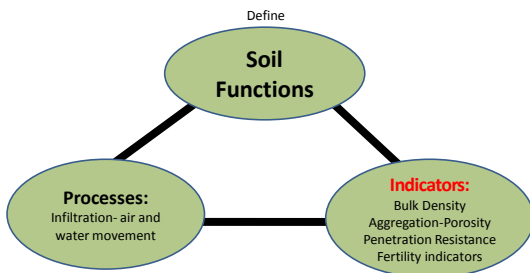 Define
Soil
Functions
Processes:
Infiltration- air and
water movement
Indicators:
Bulk Density
Aggregation-Porosity
Penetration Resistance
Fertility indicators